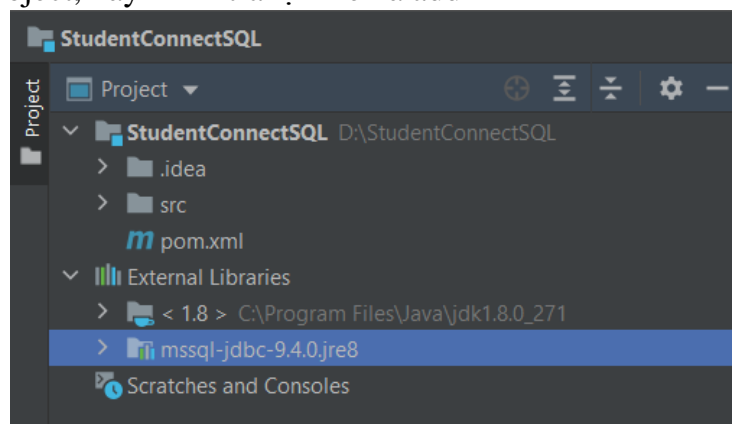 StudentConnectSQL
Project
Project
StudentConnectSQL D:\StudentConnectSQL
.idea
src
m pom.xml
External Libraries
< 1.8 > C:\Program Files\Java\jdk1.8.0_271
mssql-jdbc-9.4.0.jre8
Scratches and Consoles